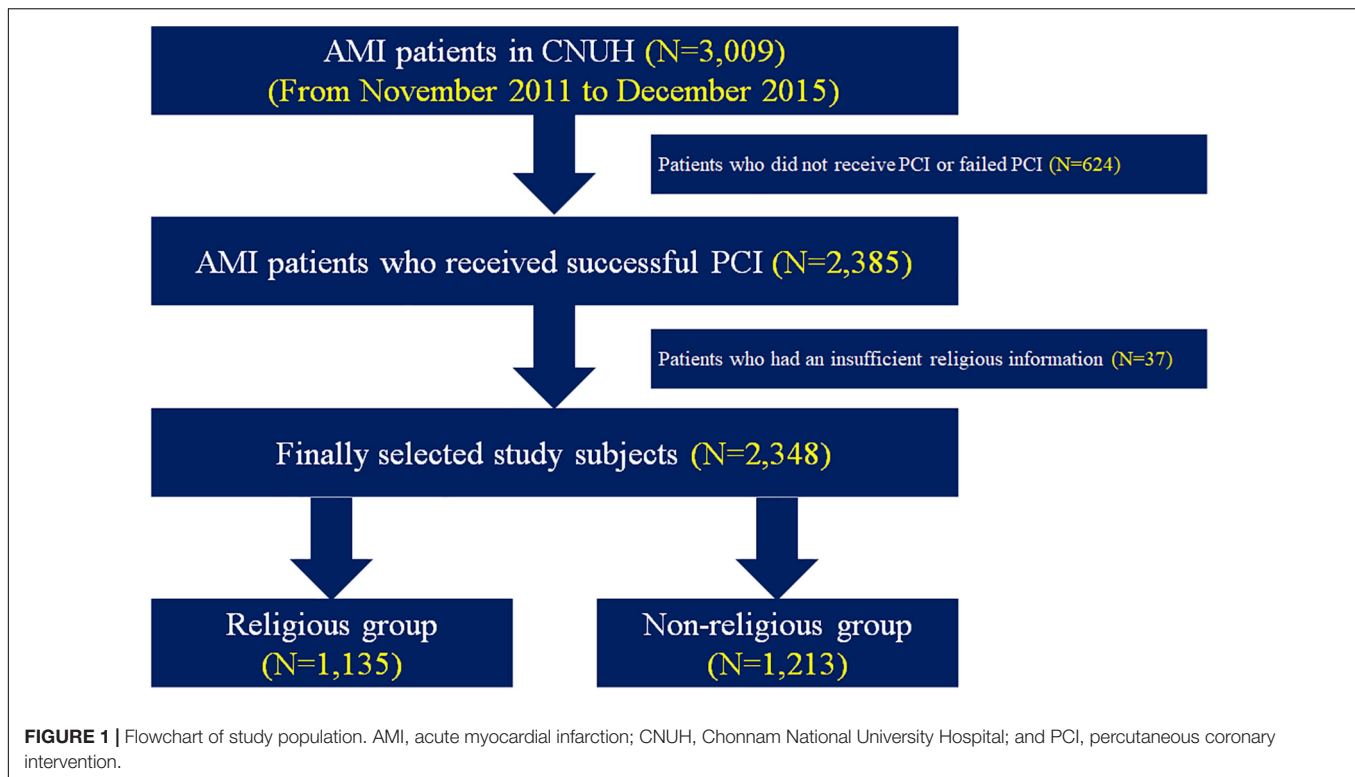 AMI patients in CNUH (N=3,009)
(From November 2011 to December 2015)
Patients who did not receive PCI or failed PCI (N=624)
AMI patients who received successful PCI (N=2,385)
Patients who had an insufficient religious information (N=37)
Finally selected study subjects (N=2,348)
Religious group
(N=1,135)
Non-religious group
(N=1,213)
FIGURE 1 | Flowchart of study population. AMI, acute myocardial infarction; CNUH, Chonnam National University Hospital; and PCI, percutaneous coronary
intervention.